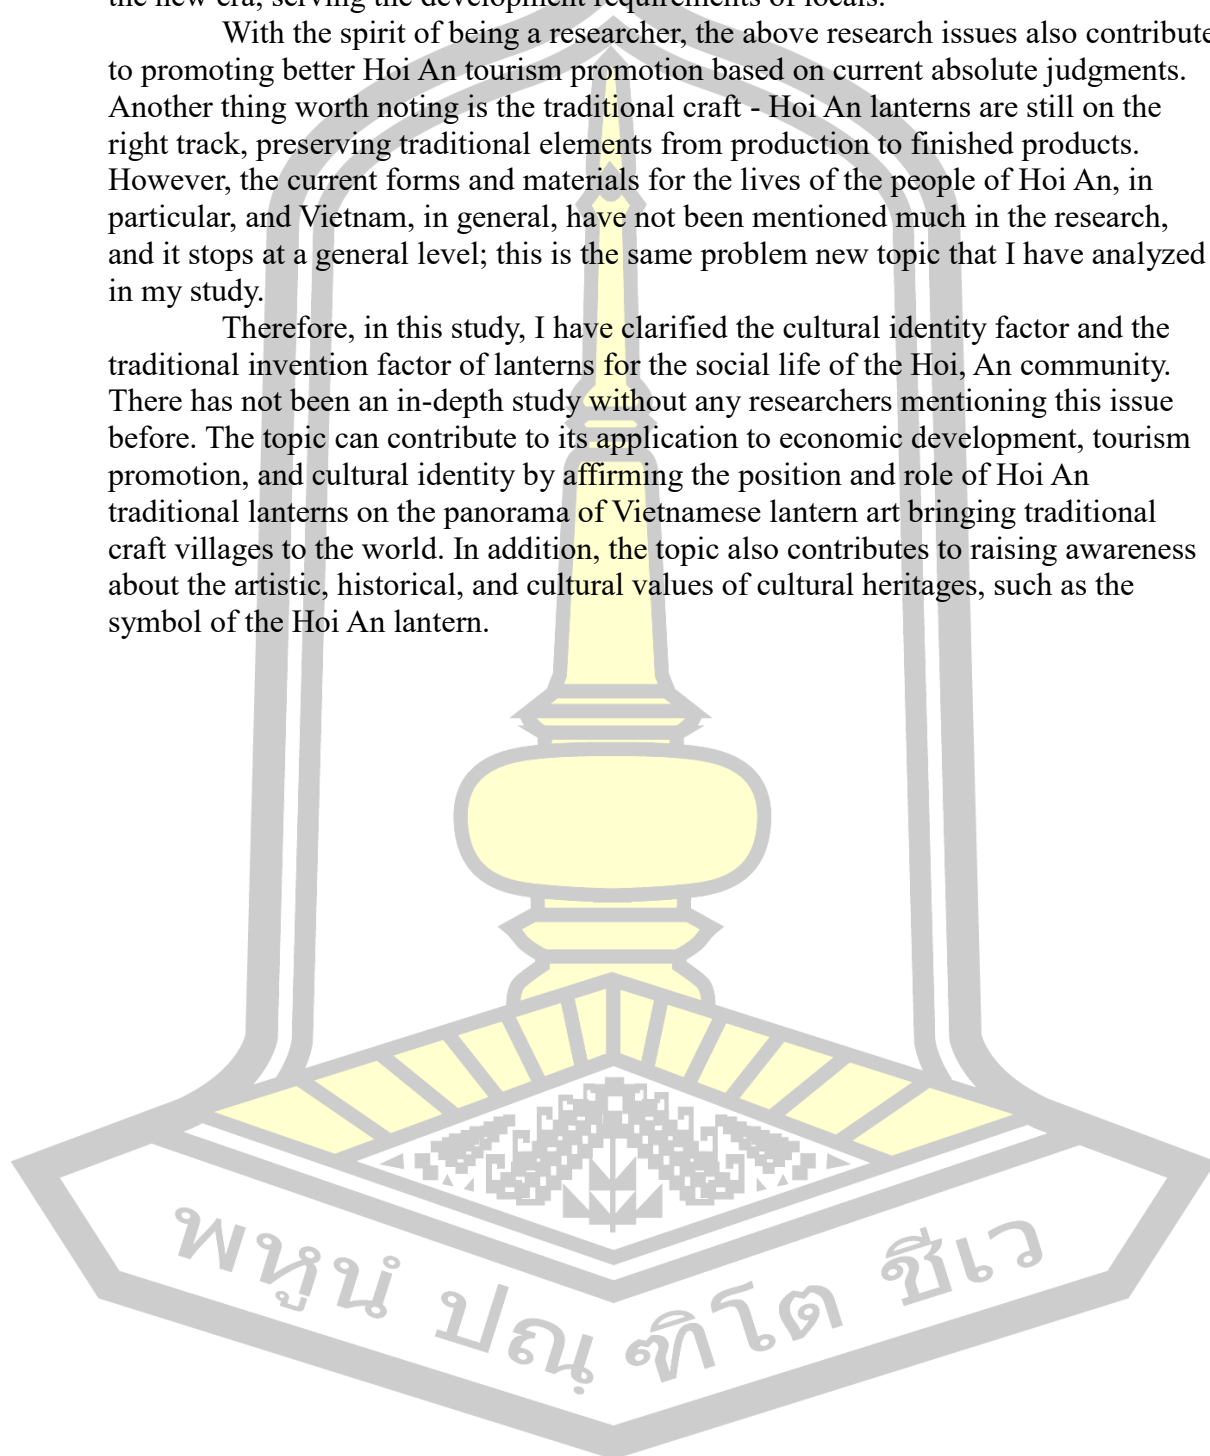 the new era, serving the development requirements of locals.
With the spirit of being a researcher, the above research issues also contribute
to promoting better Hoi An tourism promotion based on current absolute judgments.
Another thing worth noting is the traditional craft - Hoi An lanterns are still on the
right track, preserving traditional elements from production to finished products.
However, the current forms and materials for the lives of the people of Hoi An, in
particular, and Vietnam, in general, have not been mentioned much in the research,
and it stops at a general level; this is the same problem new topic that I have analyzed
in my study.
Therefore, in this study, I have clarified the cultural identity factor and the
traditional invention factor of lanterns for the social life of the Hoi, An community.
There has not been an in-depth study without any researchers mentioning this issue
before. The topic can contribute to its application to economic development, tourism
promotion, and cultural identity by affirming the position and role of Hoi An
traditional lanterns on the panorama of Vietnamese lantern art bringing traditional
craft villages to the world. In addition, the topic also contributes to raising awareness
about the artistic, historical, and cultural values of cultural heritages, such as the
symbol of the Hoi An lantern.
พหูนํ ปณฺฑิโต ชีเว